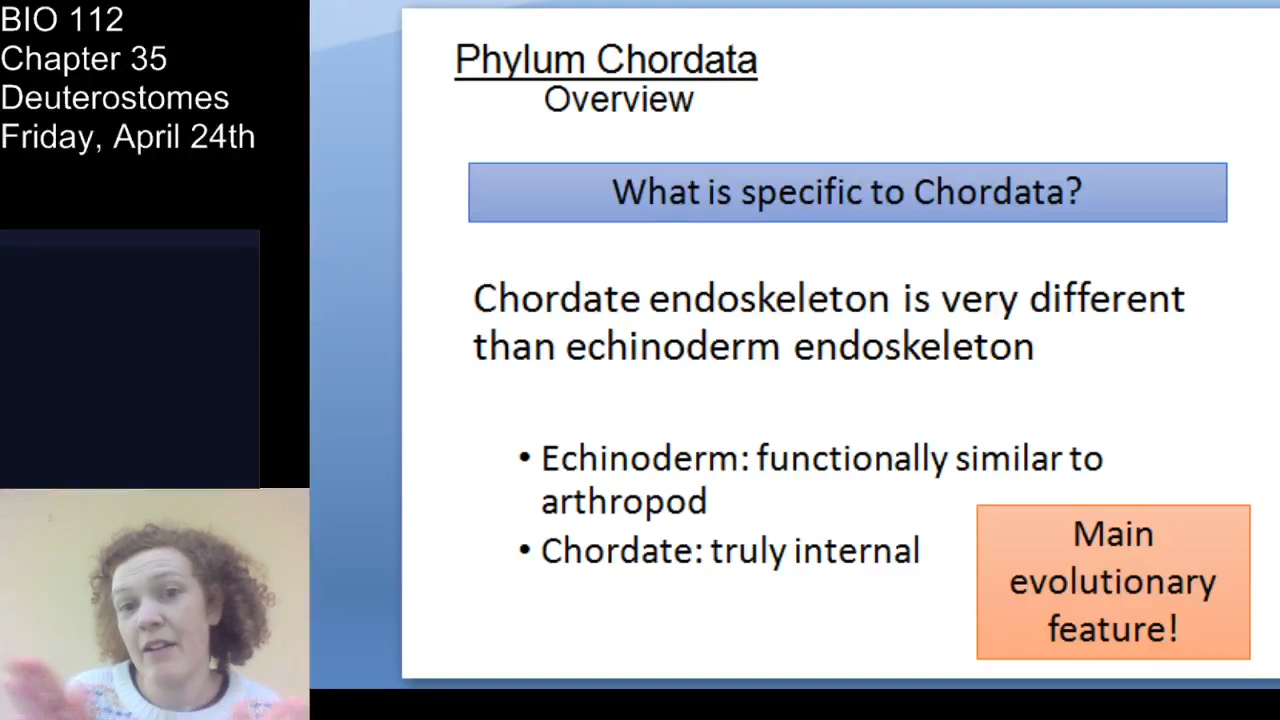 BIO 112
Chapter 35
Deuterostomes
Friday, April 24th
Phylum Chordata
Overview
What is specific to Chordata?
Chordate endoskeleton is very different
than echinoderm endoskeleton
• Echinoderm: functionally similar to
arthropod
• Chordate: truly internal
Main
evolutionary
feature!